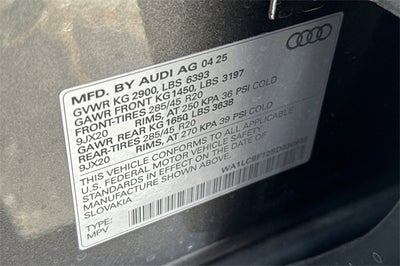 MFD. BY AUDI AG 04 25
GVWR KG 2900, LBS 6393
GAWR FRONT KG1450, LBS 3197
FRONT-TIRES 285/45 R20
9JX20 RIMS, AT 250 KPA 36 PSI COLD
GAWR REAR KG 1650 LBS 3638
REAR-TIRES 285/45 R20
9JX20 RIMS, AT 270 KPA 39 PSI COLD
THIS VEHICLE CONFORMS TO ALL APPLICABLE
U.S. FEDERAL MOTOR VEHICLE SAFETY
STANDARDS IN EFFECT ON THE DATE OF
MANUFACTURE SHOWN ABOVE.
SLOVAKIA
TYPE:
MPV